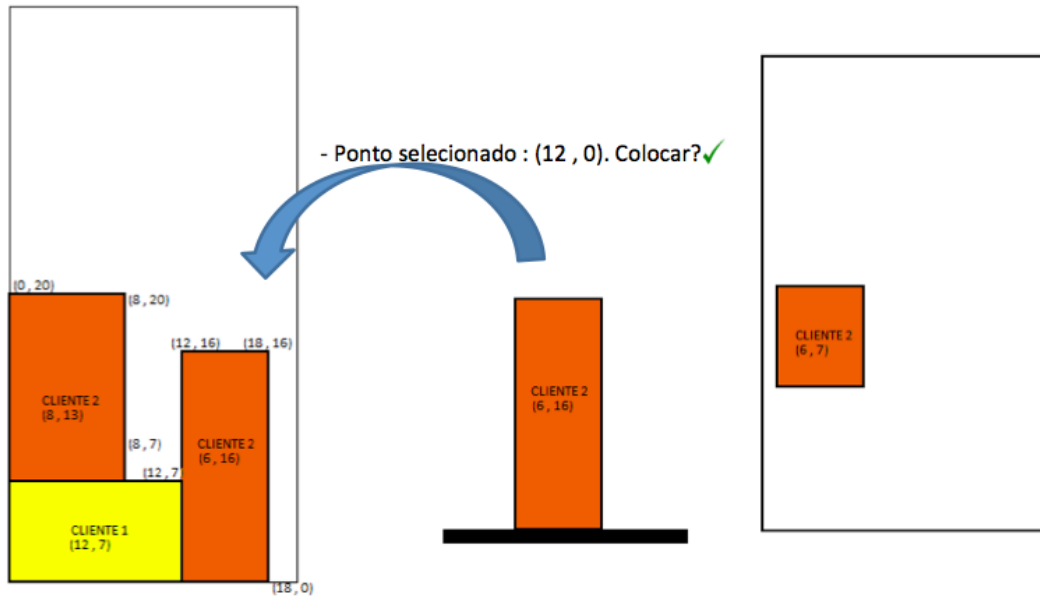 - Ponto selecionado : (12 , 0). Colocar?✓
(0 , 20)
(8 , 20)
(12 , 16)
(18 , 16)
CLIENTE 2
(8 , 13)
CLIENTE 2
(6 , 16)
(8 , 7)
(12 , 7)
CLIENTE 1
(12 , 7)
(18 , 0)
CLIENTE 2
(6 , 16)
CLIENTE 2
(6 , 7)